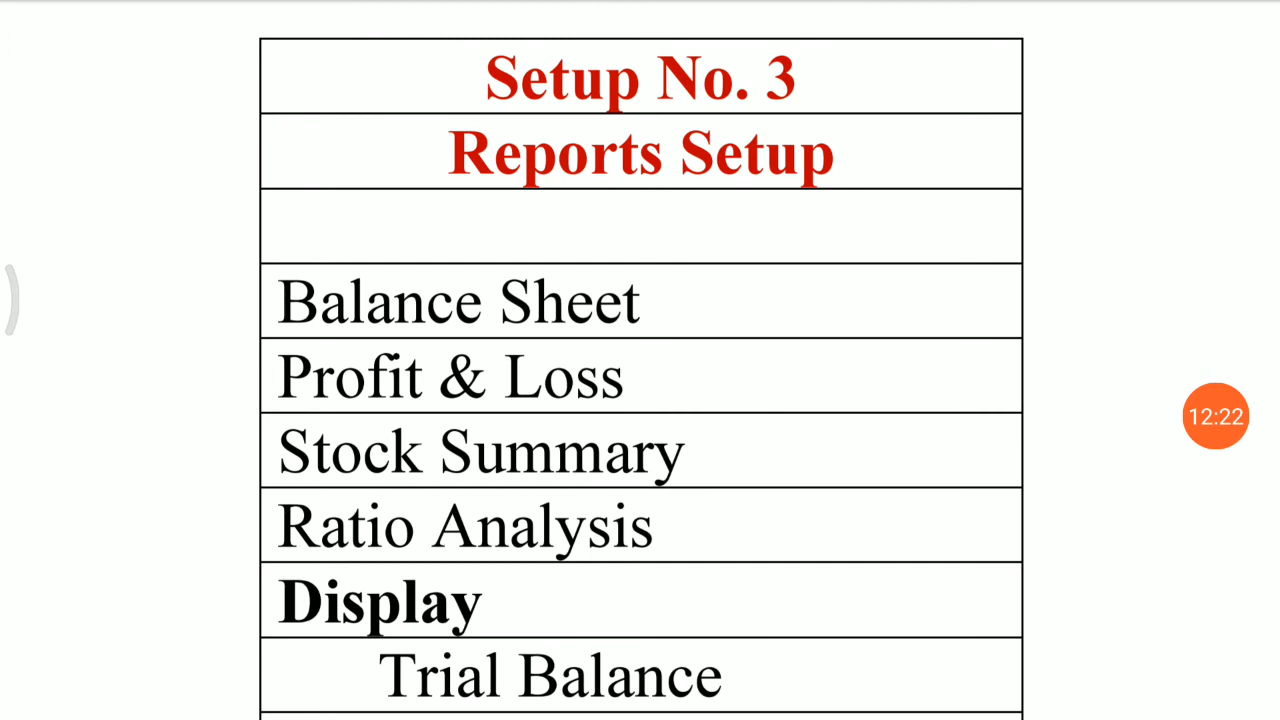 Setup No. 3
Reports Setup
Balance Sheet
Profit & Loss
Stock Summary
12:22
Ratio Analysis
Display
Trial Balance